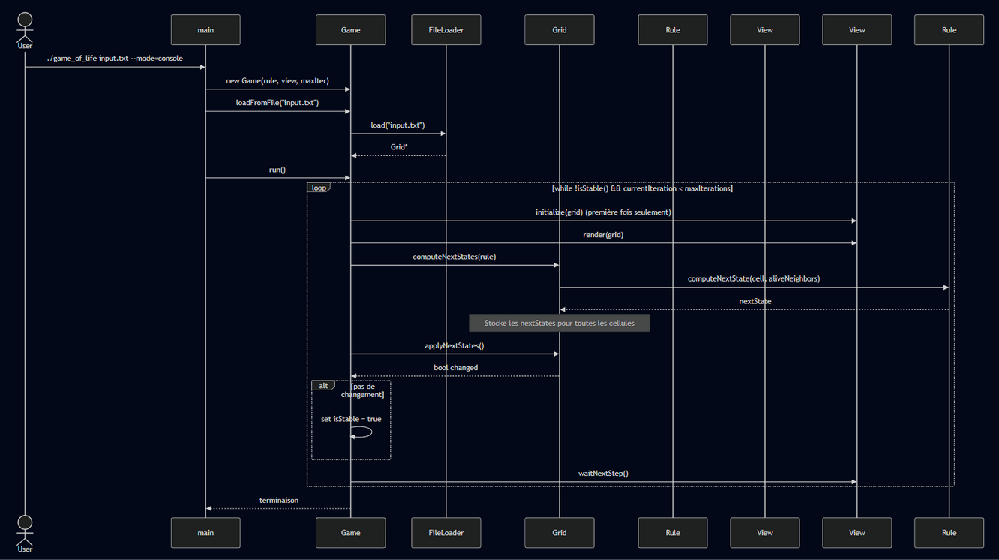 User
main
Game
FileLoader
Grid
Rule
View
View
Rule
./game_of_life input.txt --mode=console
new Game(rule, view, maxIter)
loadFromFile("input.txt")
load("input.txt")
Grid*
run()
loop
[while !isStable() && currentIteration < maxIterations]
initialize(grid) (première fois seulement)
render(grid)
computeNextStates(rule)
computeNextState(cell, aliveNeighbors)
nextState
Stocke les nextStates pour toutes les cellules
applyNextStates()
bool changed
alt
[pas de
changement]
set isStable = true
waitNextStep()
terminaison
User
main
Game
FileLoader
Grid
Rule
View
View
Rule